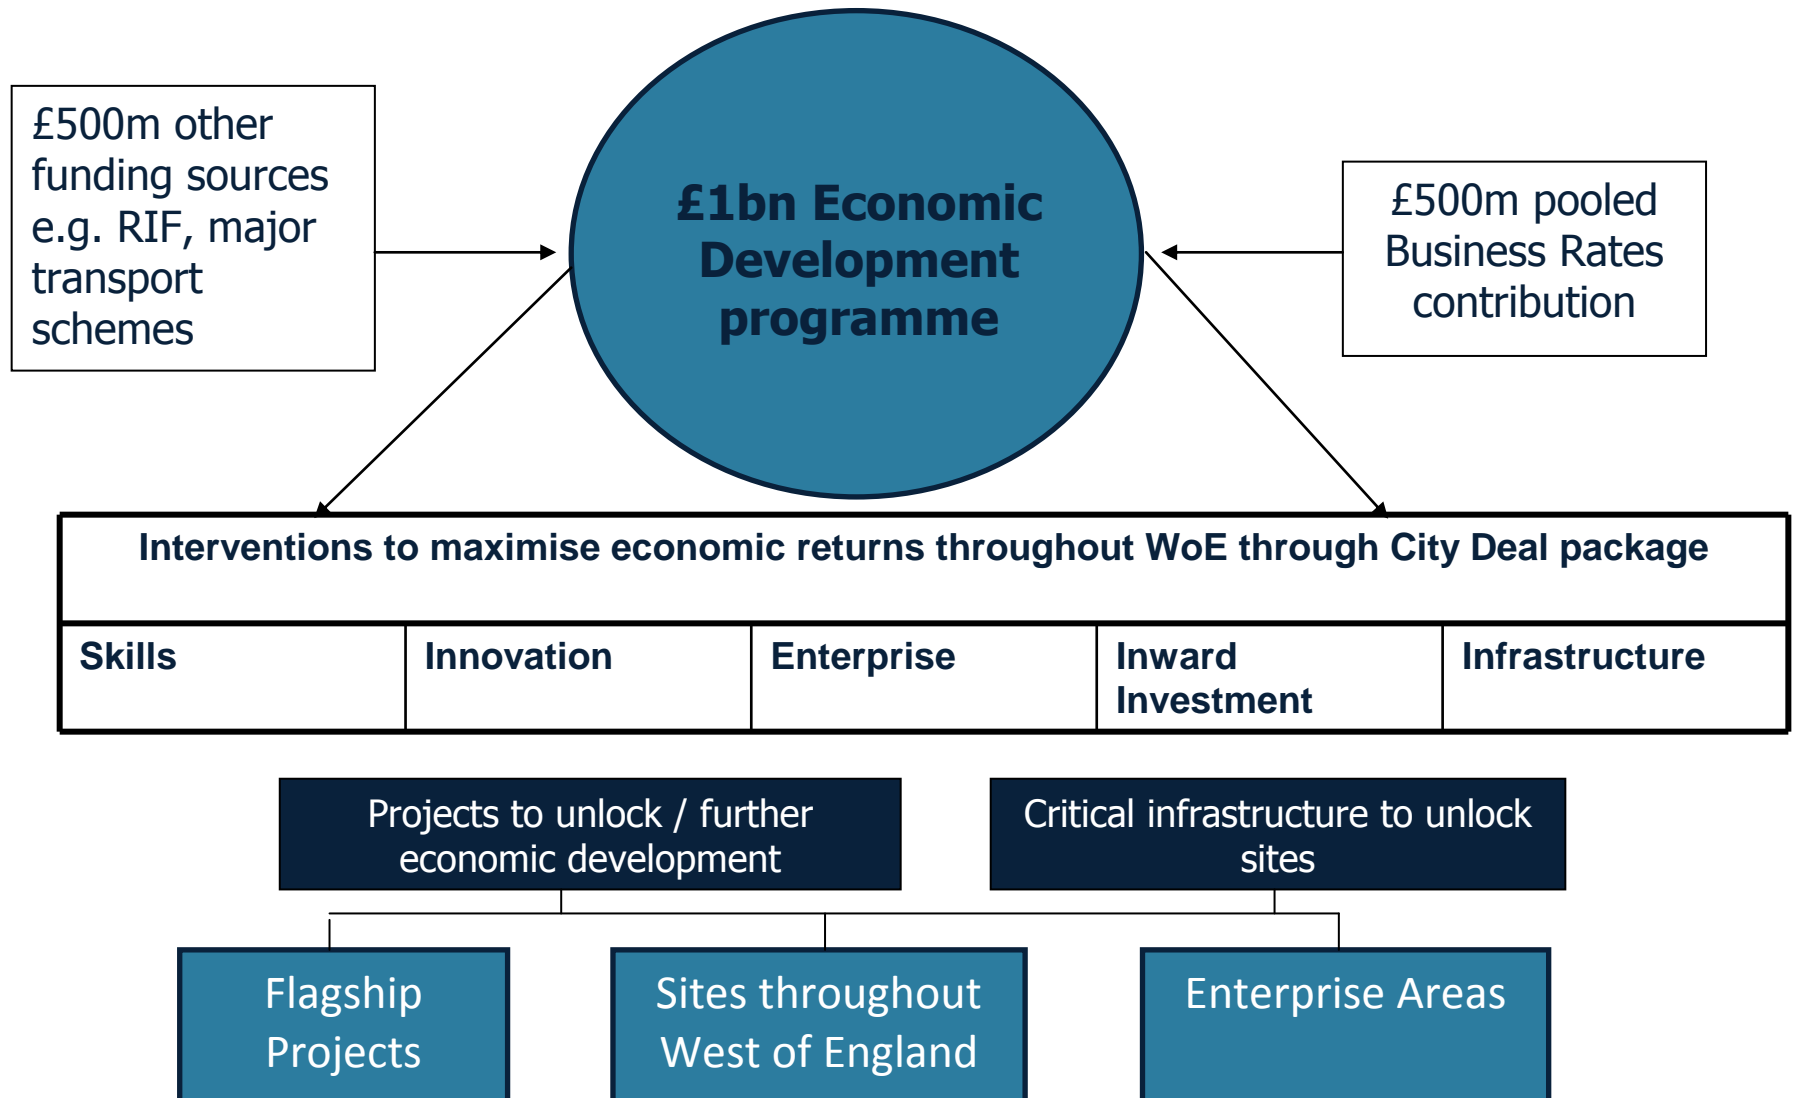 £500m other
funding sources
e.g. RIF, major
transport
schemes
£1bn Economic
Development
programme
£500m pooled
Business Rates
contribution
Interventions to maximise economic returns throughout WoE through City Deal package
Skills
Innovation
Enterprise
Inward
Investment
Infrastructure
Projects to unlock / further
economic development
Critical infrastructure to unlock
sites
Flagship
Projects
Sites throughout
West of England
Enterprise Areas